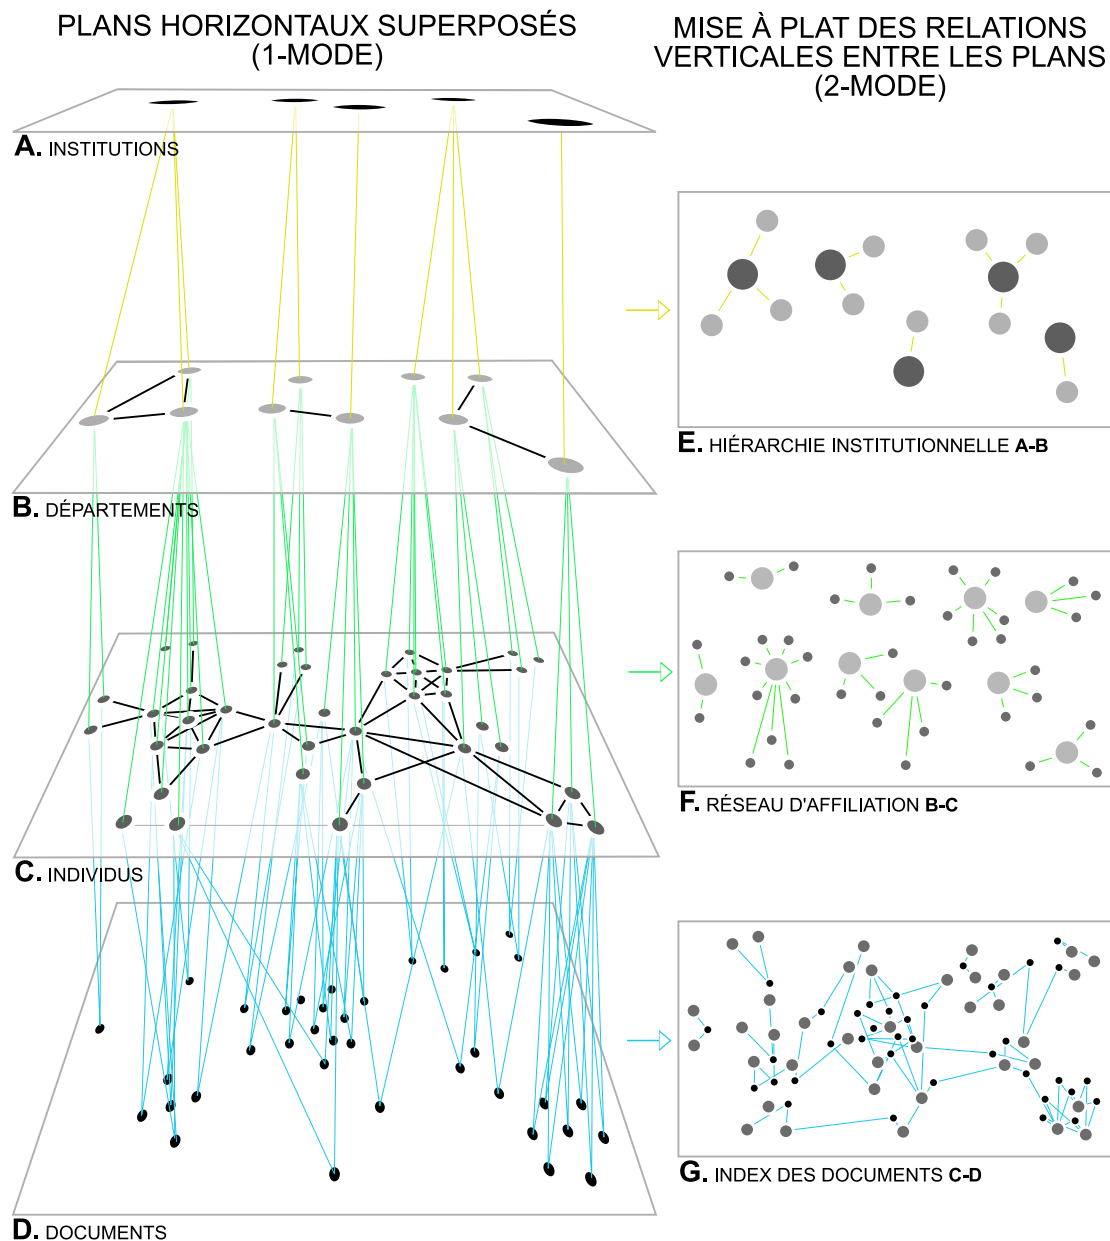 PLANS HORIZONTAUX SUPERPOSÉS
(1-MODE)
MISE À PLAT DES RELATIONS
VERTICALES ENTRE LES PLANS
(2-MODE)
A. INSTITUTIONS
B. DÉPARTEMENTS
C. INDIVIDUS
D. DOCUMENTS
E. HIÉRARCHIE INSTITUTIONNELLE A-B
F. RÉSEAU D'AFFILIATION B-C
G. INDEX DES DOCUMENTS C-D